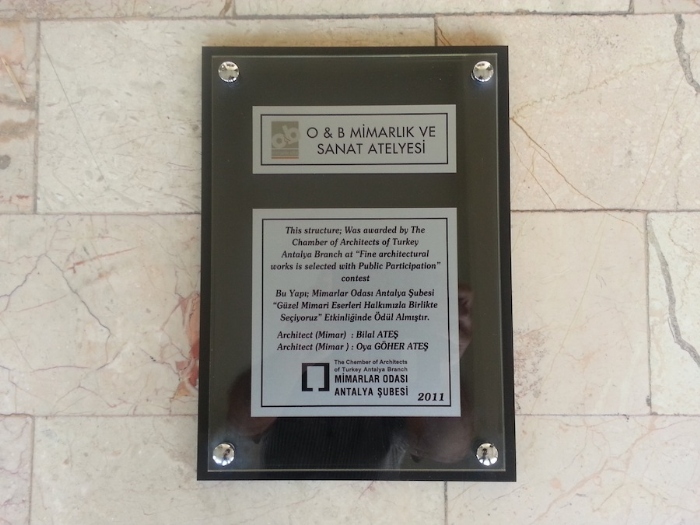 ob
O & B MİMARLIK VE
SANAT ATELYESİ
This structure; Was awarded by The
Chamber of Architects of Turkey
Antalya Branch at "Fine architectural
works is selected with Public Participation"
contest
Bu Yapı; Mimarlar Odası Antalya Şubesi
"Güzel Mimari Eserleri Halkımızla Birlikte
Seçiyoruz" Etkinliğinde Ödül Almıştır.
Architect (Mimar) : Bilal ATEŞ
Architect (Mimar ) : Oya GÖHER ATEŞ
The Chamber of Architects
of Turkey Antalya Branch
MİMARLAR ODASI
ANTALYA ŞUBESİ
2011